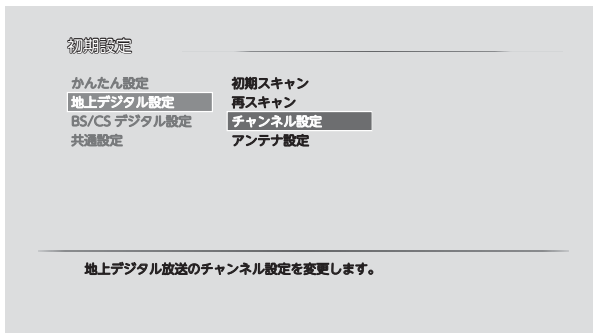 初期設定
かんたん設定
地上デジタル設定
BS/CS デジタル設定
共通設定
初期スキャン
再スキャン
チャンネル設定
アンテナ設定
地上デジタル放送のチャンネル設定を変更します。